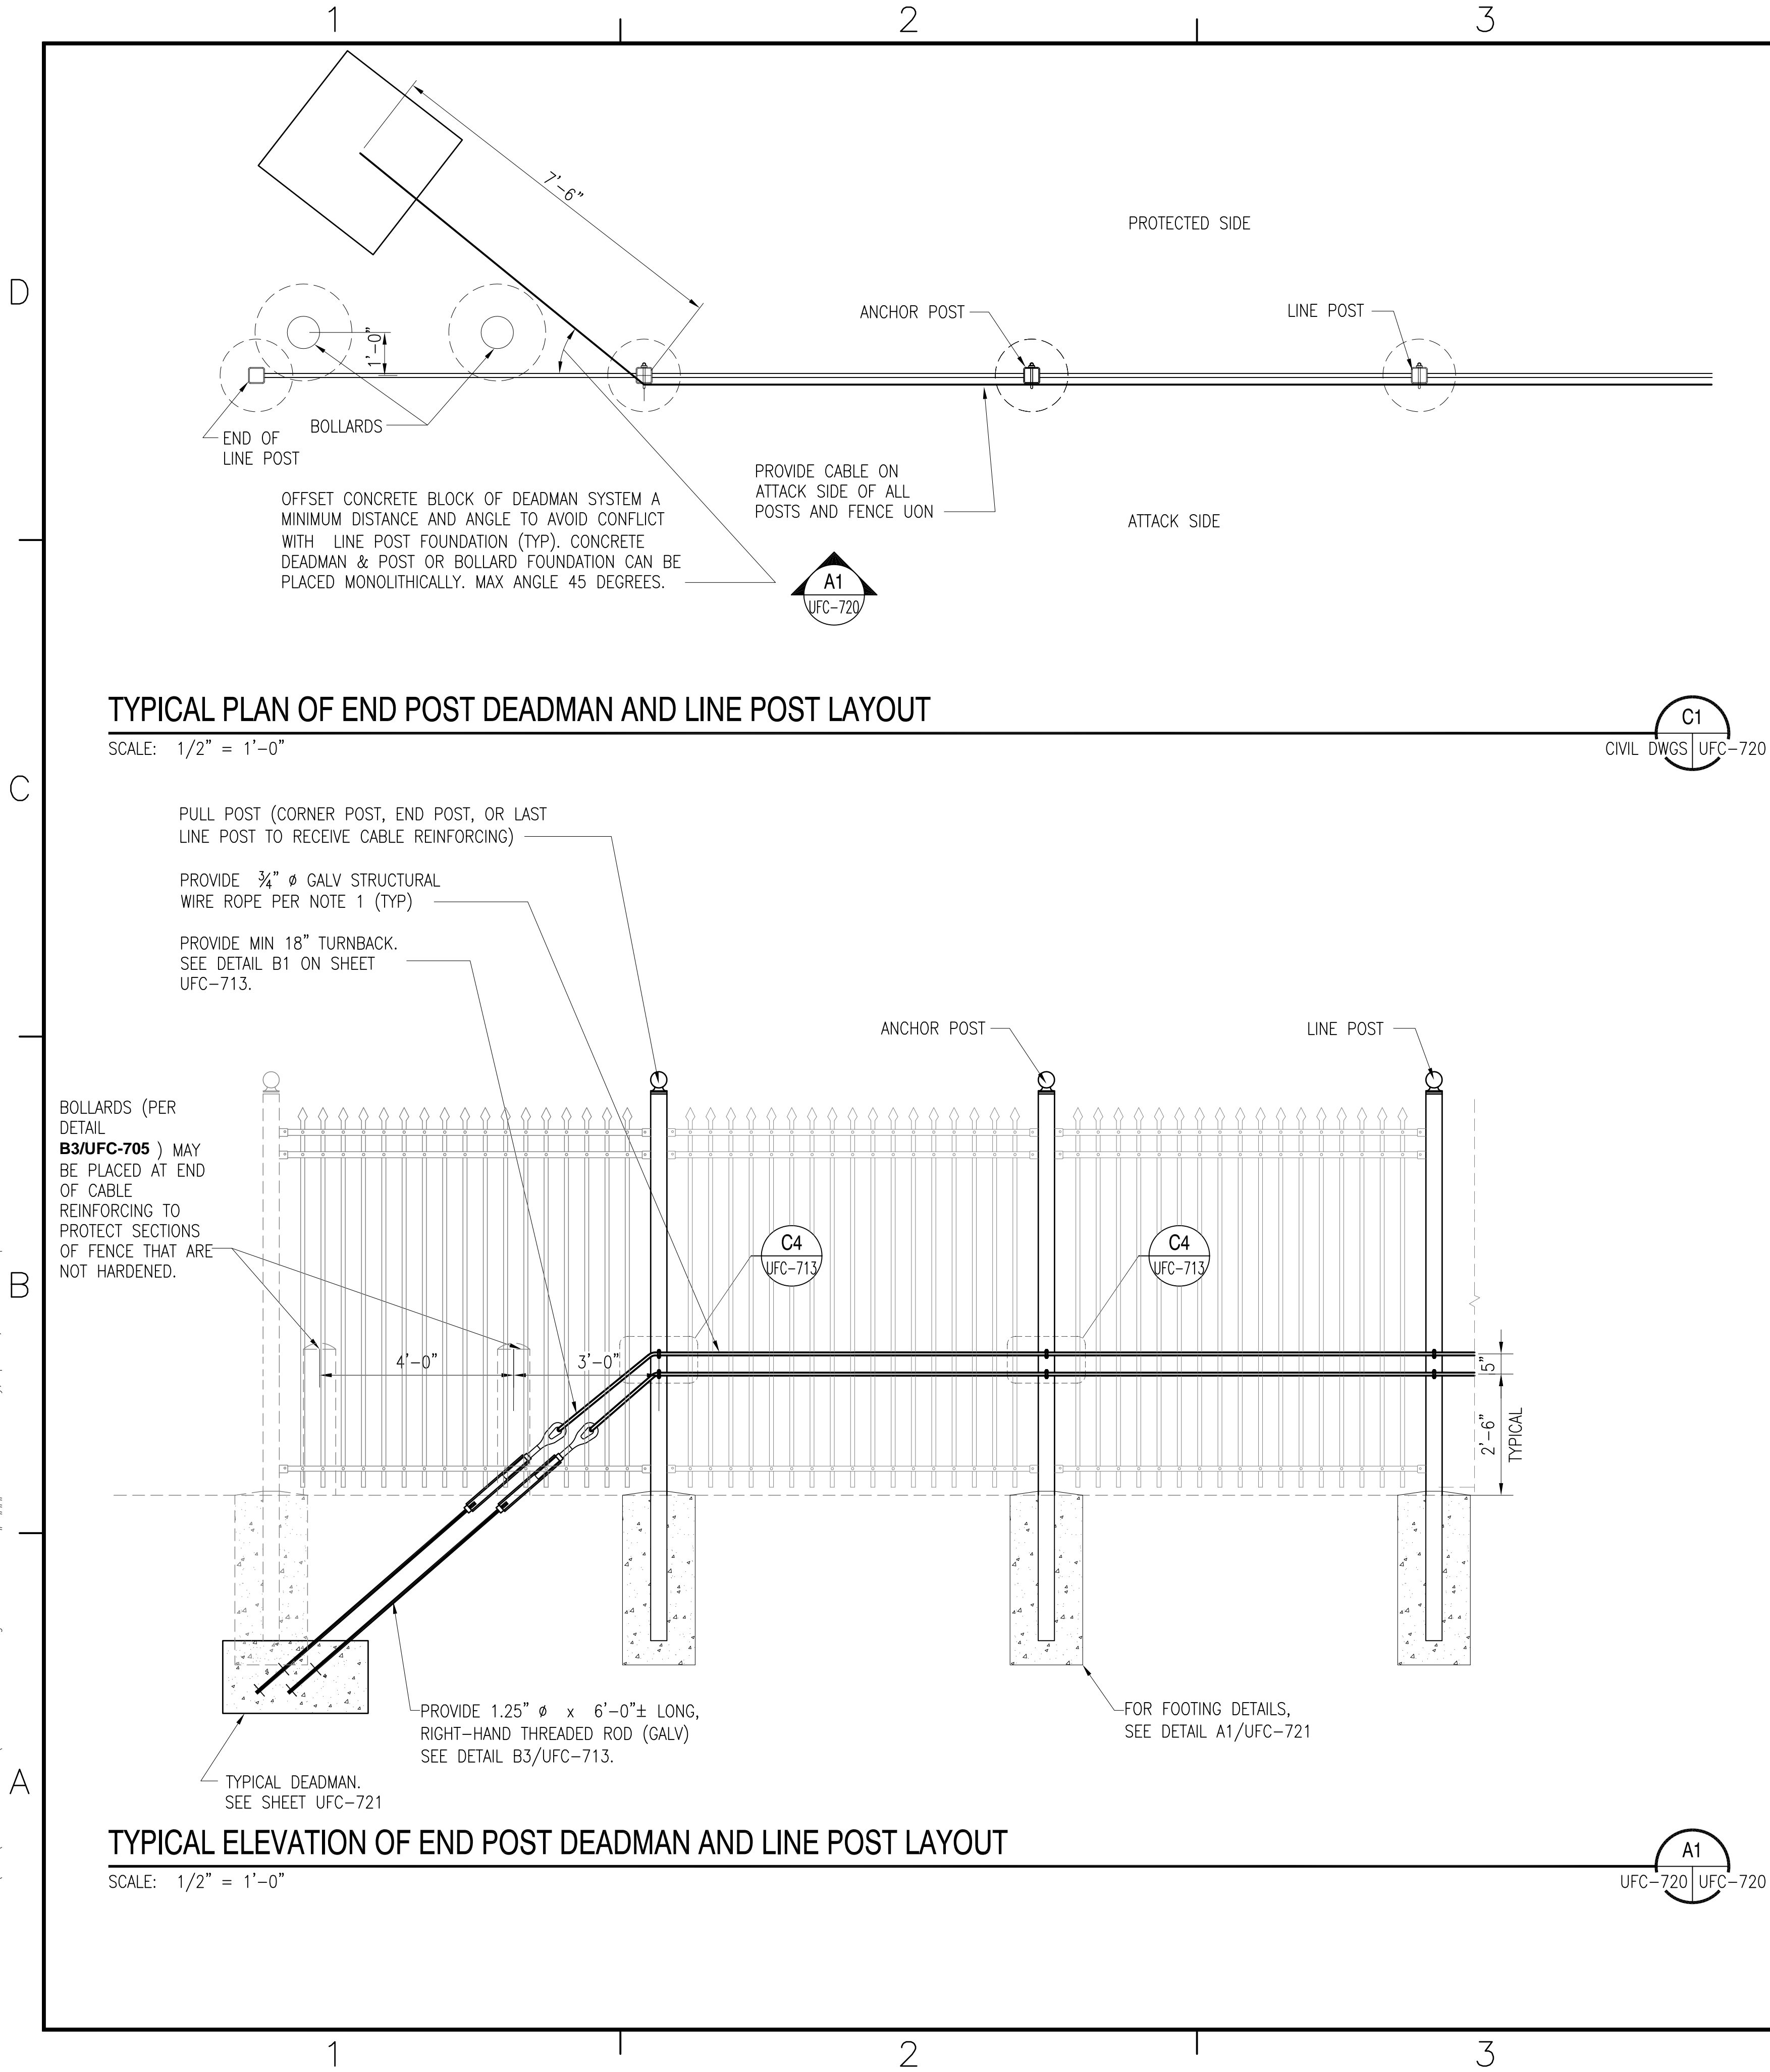 1 2 3
7'-6"
PROTECTED SIDE
D
ANCHOR POST
LINE POST
1'-0"
BOLLARDS
END OF
LINE POST
PROVIDE CABLE ON
ATTACK SIDE OF ALL
POSTS AND FENCE UON
ATTACK SIDE
OFFSET CONCRETE BLOCK OF DEADMAN SYSTEM A
MINIMUM DISTANCE AND ANGLE TO AVOID CONFLICT
WITH LINE POST FOUNDATION (TYP). CONCRETE
DEADMAN & POST OR BOLLARD FOUNDATION CAN BE
PLACED MONOLITHICALLY. MAX ANGLE 45 DEGREES.
A1
UFC-720
TYPICAL PLAN OF END POST DEADMAN AND LINE POST LAYOUT
SCALE: 1/2" = 1'-0"
C1
CIVIL DWGS UFC-720
C
PULL POST (CORNER POST, END POST, OR LAST
LINE POST TO RECEIVE CABLE REINFORCING)
PROVIDE ¾" ø GALV STRUCTURAL
WIRE ROPE PER NOTE 1 (TYP)
PROVIDE MIN 18" TURNBACK.
SEE DETAIL B1 ON SHEET
UFC-713.
ANCHOR POST
LINE POST
BOLLARDS (PER
DETAIL
B3/UFC-705 ) MAY
BE PLACED AT END
OF CABLE
REINFORCING TO
PROTECT SECTIONS
OF FENCE THAT ARE
NOT HARDENED.
C4
UFC-713
C4
UFC-713
B
4'-0"
3'-0"
5"
2'-6"
TYPICAL
PROVIDE 1.25" ø x 6'-0"± LONG,
RIGHT-HAND THREADED ROD (GALV)
SEE DETAIL B3/UFC-713.
FOR FOOTING DETAILS,
SEE DETAIL A1/UFC-721
A
TYPICAL DEADMAN.
SEE SHEET UFC-721
TYPICAL ELEVATION OF END POST DEADMAN AND LINE POST LAYOUT
SCALE: 1/2" = 1'-0"
A1
UFC-720 UFC-720
1 2 3